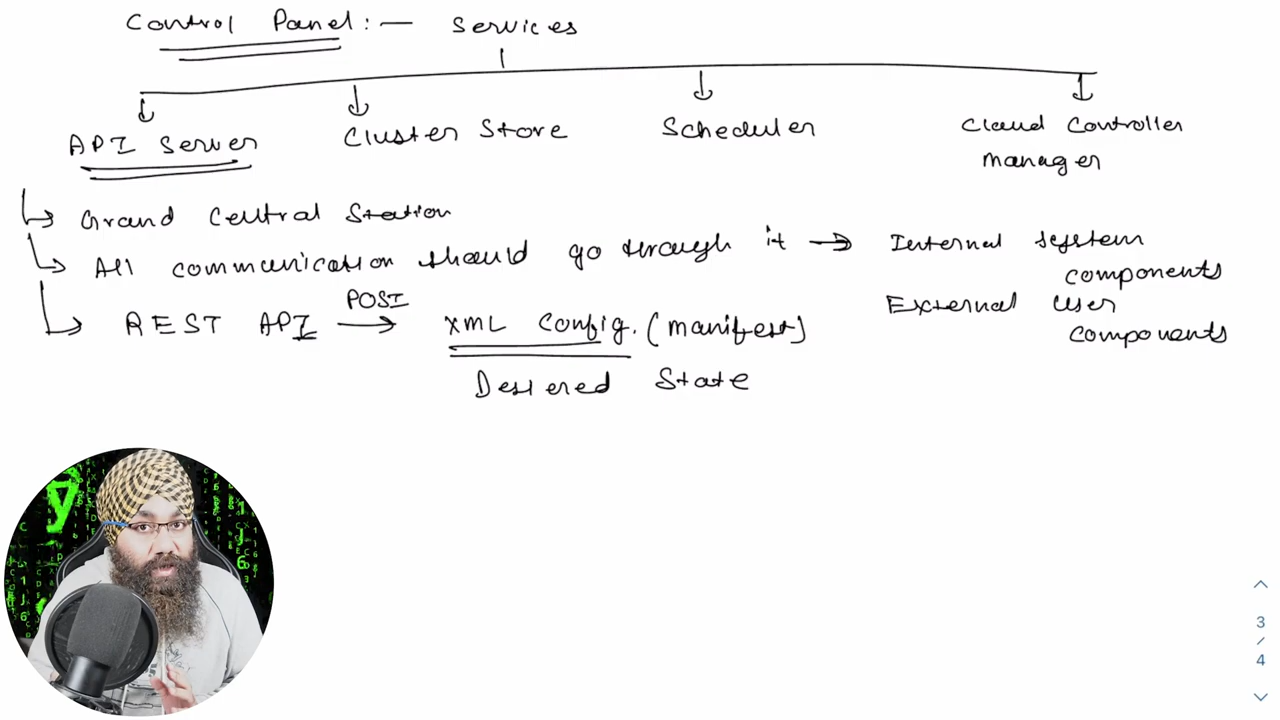 Control Panel :— Services
API Server
Cluster Store
Scheduler
Cloud Controller
manager
Grand Central Station
All communication should go through it → Internal system
components
External User
components
REST API → POST XML Config. (manifest)
Desired State
3
/
4